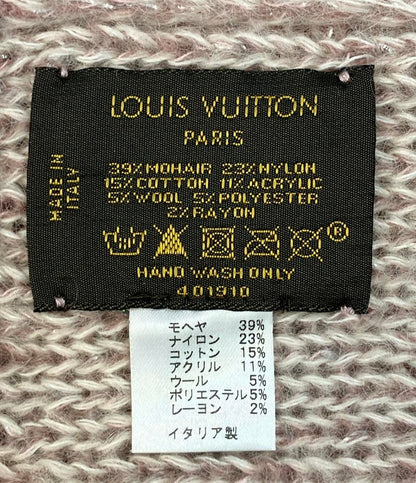 LOUIS VUITTON
PARIS
MADE IN
ITALY
39%MOHAIR 23%NYLON
15%COTTON 11%ACRYLIC
5%WOOL 5%POLYESTER
2%RAYON
HAND WASH ONLY
401910
モヘヤ 39%
ナイロン 23%
コットン 15%
アクリル 11%
ウール 5%
ポリエステル 5%
レーヨン 2%
イタリア製